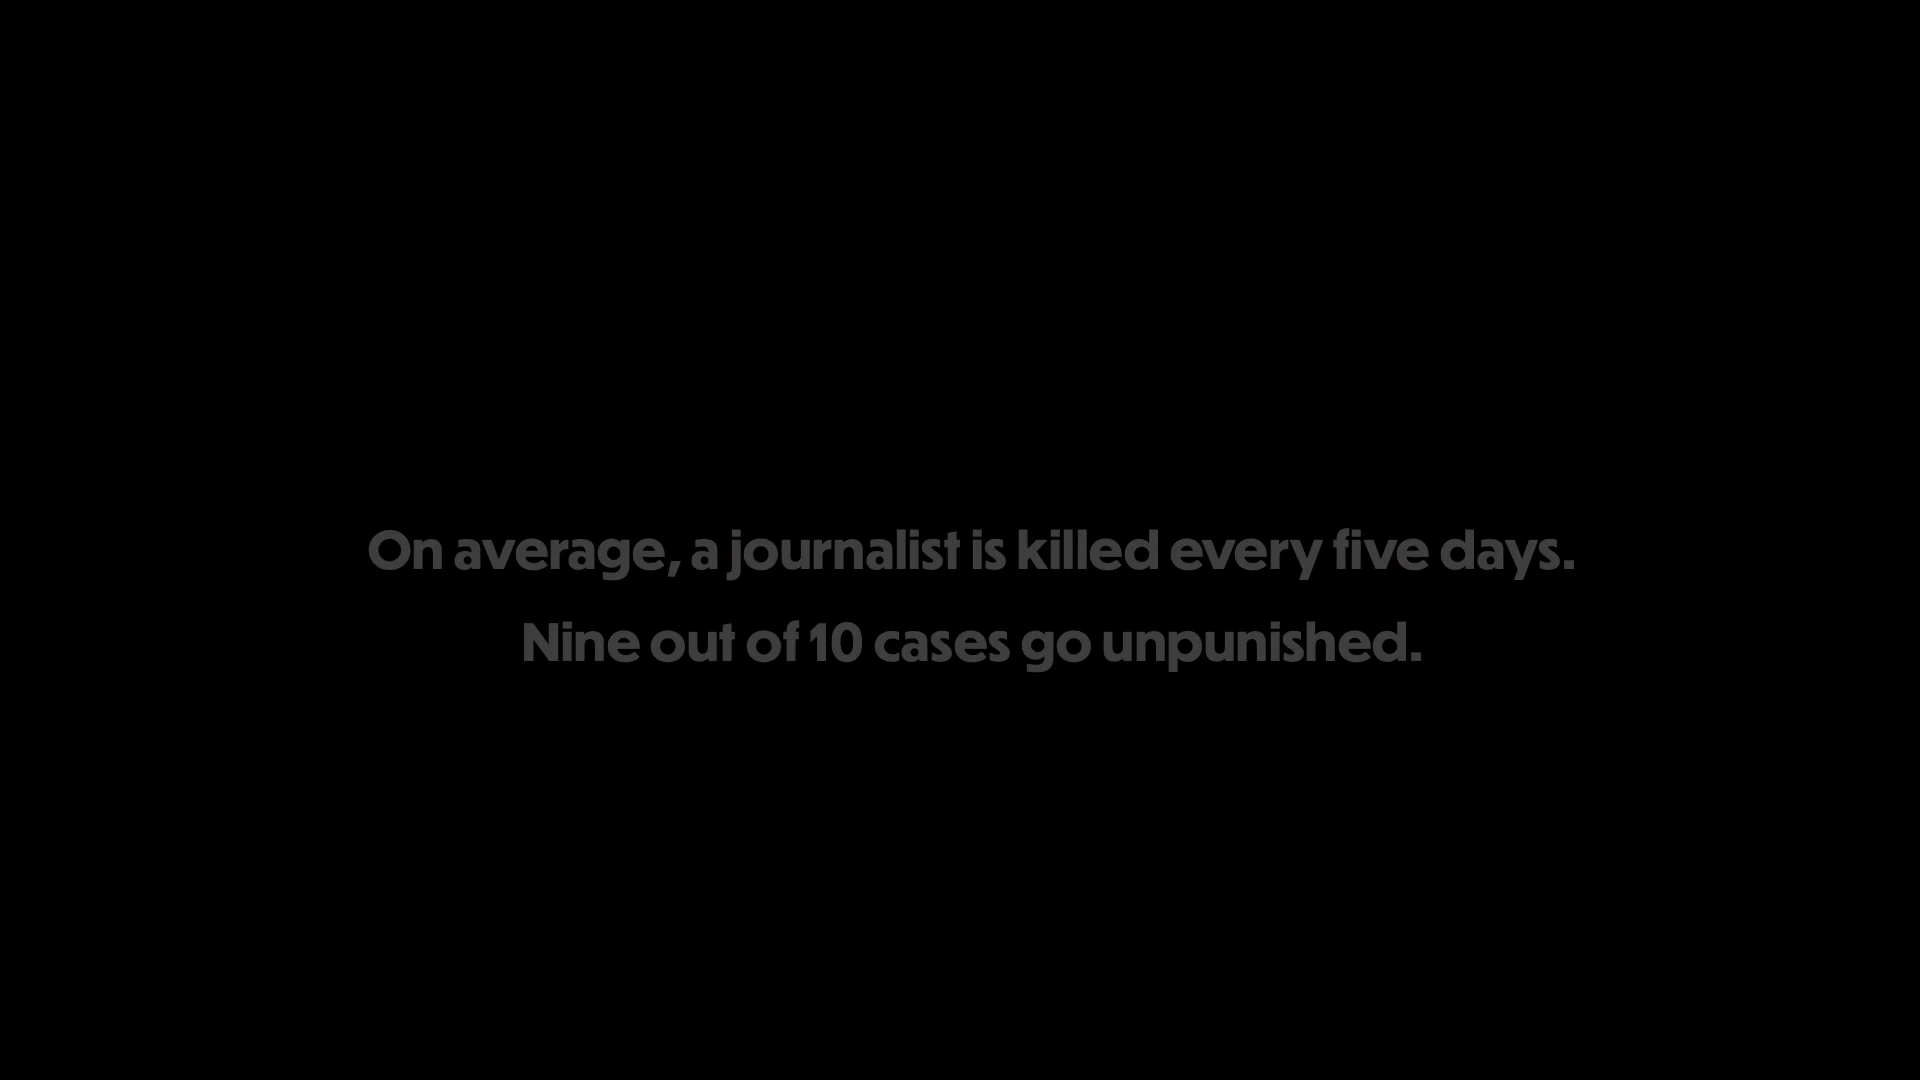 On average, a journalist is killed every five days.
Nine out of 10 cases go unpunished.